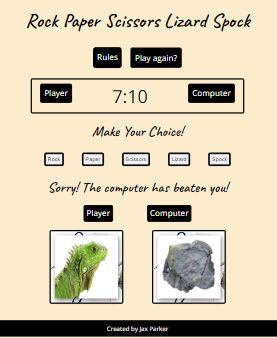 Rock Paper Scissors Lizard Spock
Rules Play again?
Player 7:10 Computer
Make Your Choice!
Rock Paper Scissors Lizard Spock
Sorry! The computer has beaten you!
Player Computer
Created by Jax Parker